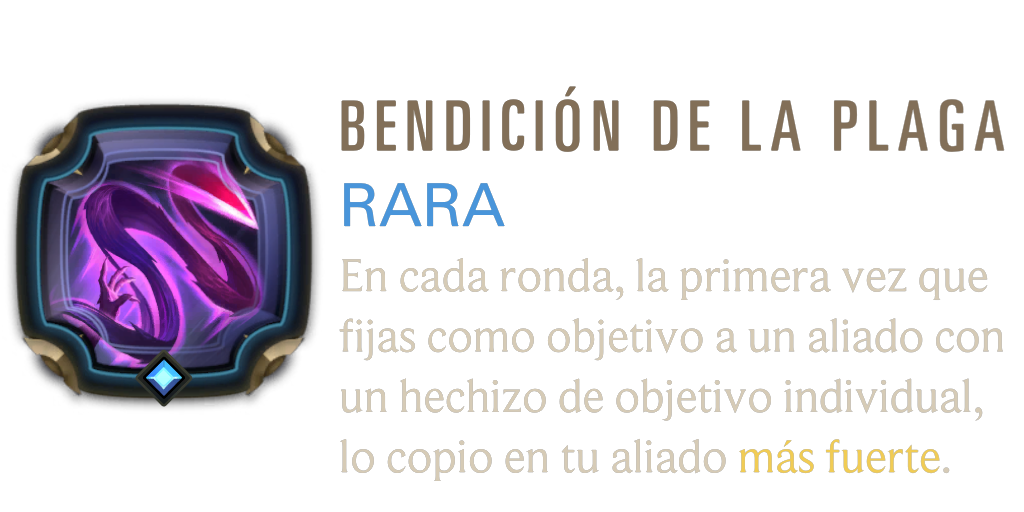 BENDICIÓN DE LA PLAGA
RARA
En cada ronda, la primera vez que
fijas como objetivo a un aliado con
un hechizo de objetivo individual,
lo copio en tu aliado más fuerte.